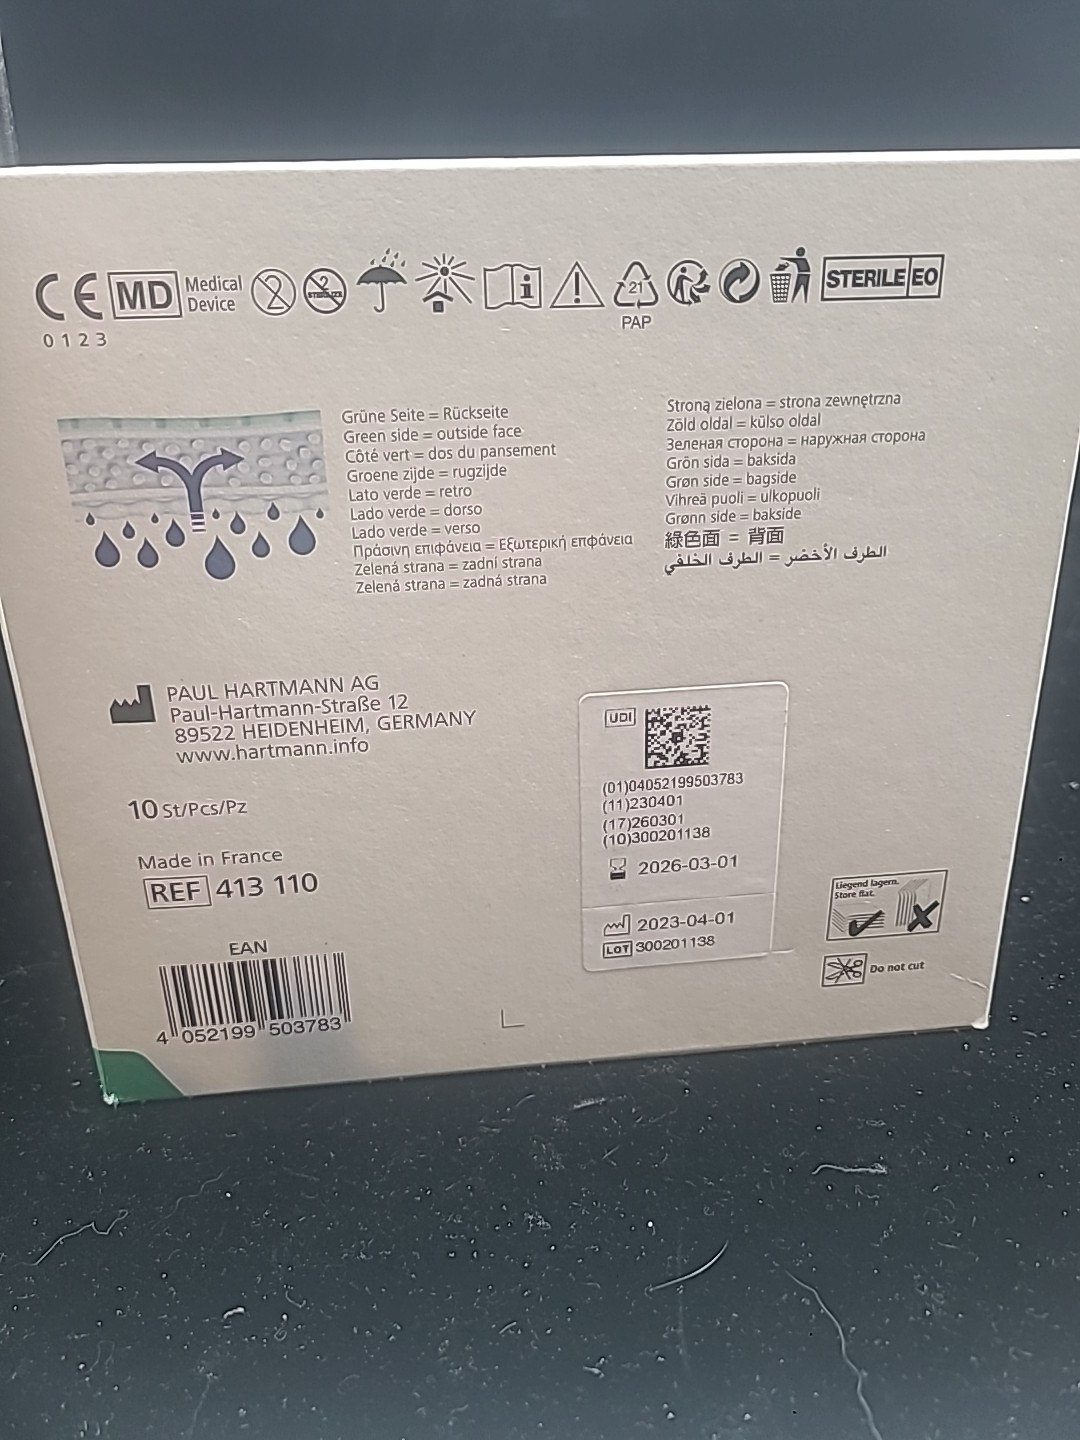 CE
0123
MD
Medical
Device
2
2
STERILIZE
i
!
21
PAP
STERILE EO
Grüne Seite = Rückseite
Green side = outside face
Côté vert = dos du pansement
Groene zijde = rugzijde
Lato verde = retro
Lado verde = dorso
Lado verde = verso
Πράσινη επιφάνεια = Εξωτερική επφάνεια
Zelená strana = zadní strana
Zelená strana = zadná strana
Stroną zielona = strona zewnętrzna
Zöld oldal = külso oldal
Зеленая сторона = наружная сторона
Grön sida = baksida
Grøn side = bagside
Vihreä puoli = ulkopuoli
Grønn side = bakside
綠色面 = 背面
الطرف الأخضر = الطرف الخلفي
PAUL HARTMANN AG
Paul-Hartmann-Straße 12
89522 HEIDENHEIM, GERMANY
www.hartmann.info
10 St/Pcs/Pz
Made in France
REF 413 110
EAN
4 052199 503783
UDI
(01)04052199503783
(11)230401
(17)260301
(10)300201138
2026-03-01
2023-04-01
LOT 300201138
Liegend lagern.
Store flat.
Do not cut